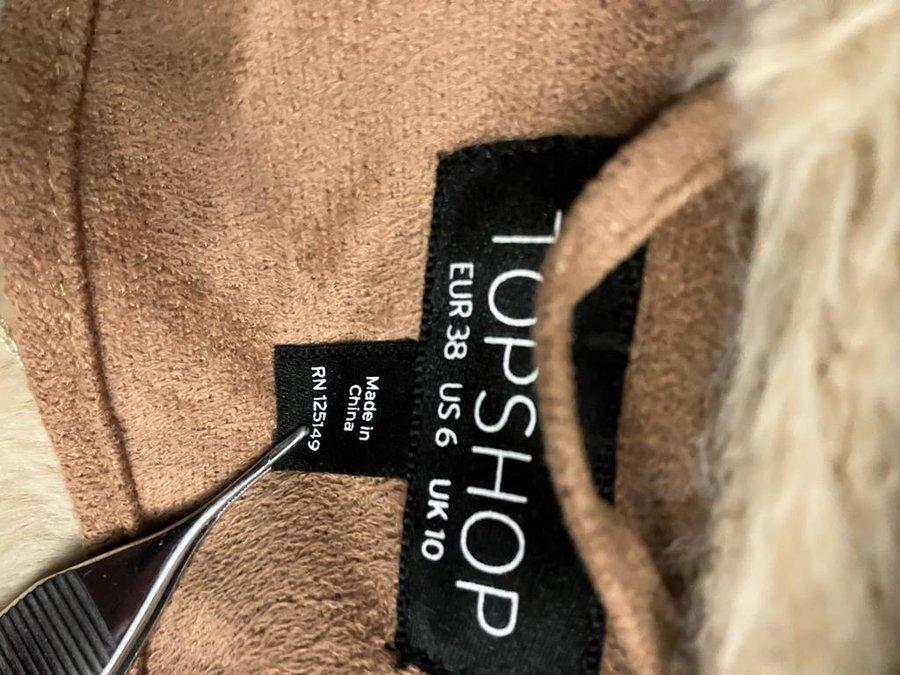 TOPSHOP
EUR 38 US 6 UK 10
Made in
China
RN 125149